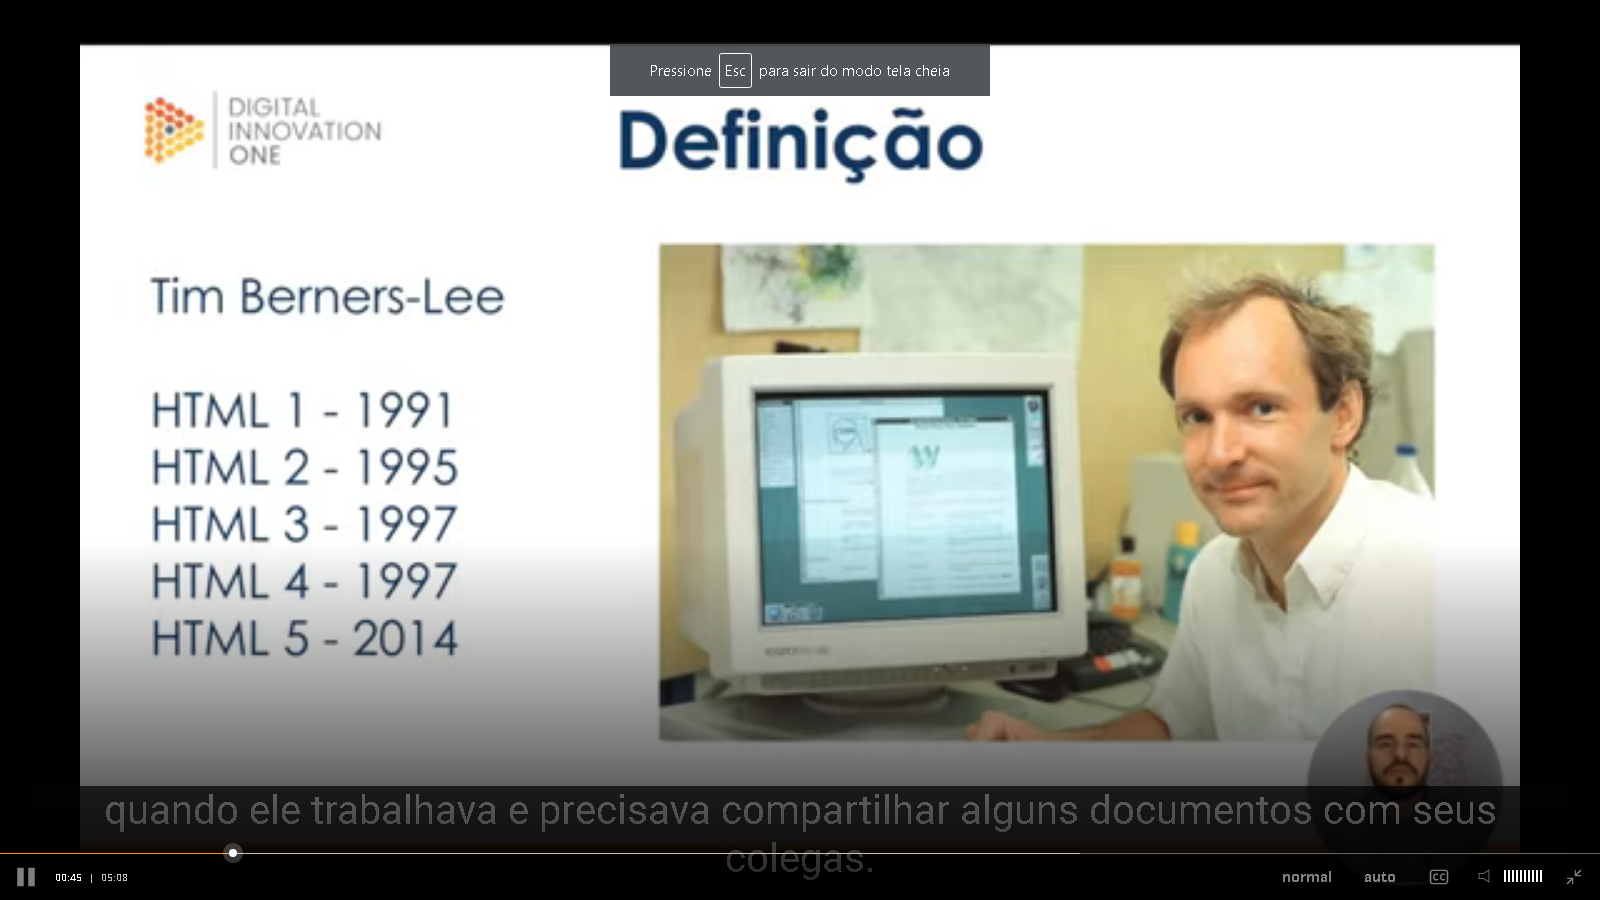 Pressione Esc para sair do modo tela cheia
DIGITAL
INNOVATION
ONE
Definição
Tim Berners-Lee
HTML 1 - 1991
HTML 2 - 1995
HTML 3 - 1997
HTML 4 - 1997
HTML 5 - 2014
quando ele trabalhava e precisava compartilhar alguns documentos com seus
colegas.
00:45 | 05:08
normal auto CC